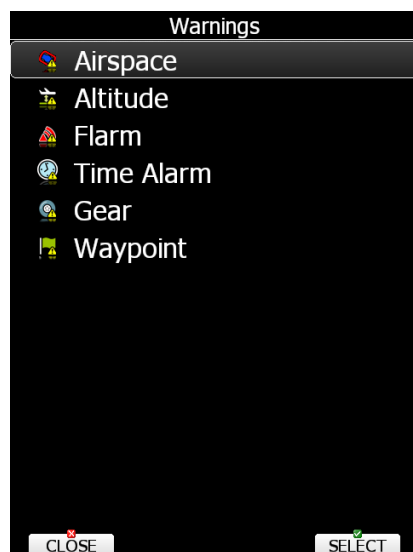 Warnings
Airspace
Altitude
Flarm
Time Alarm
Gear
Waypoint
CLOSE SELECT